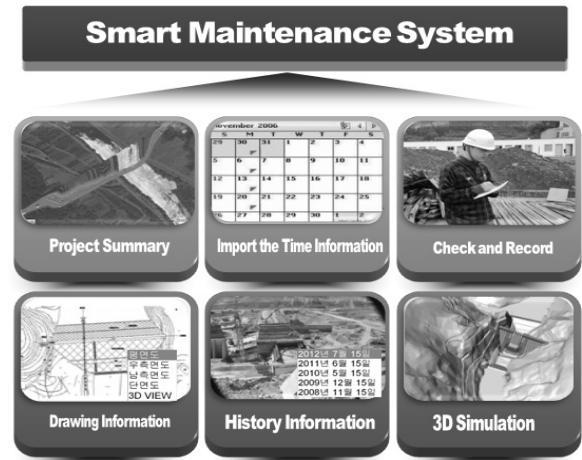 Smart Maintenance System
November 2006
S M T W T F S
29 30 31 1 2 3 4
5 6 7 8 9 10 11
12 13 14 15 16 17 18
19 20 21 22 23 24 25
26 27 28 29 30 1 2
Project Summary
Import the Time Information
Check and Record
평면도
우측면도
남측면도
단면도
3D VIEW
2012년 7월 15일
2011년 6월 15일
2010년 5월 15일
2009년 12월 15일
2008년 11월 15일
Drawing Information
History Information
3D Simulation